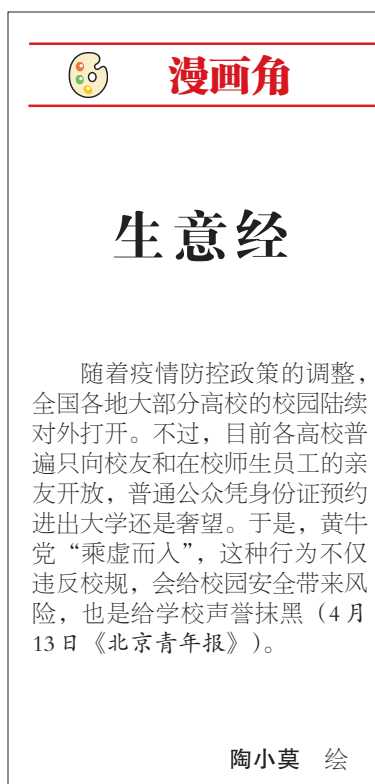 漫画角
生意经
随着疫情防控政策的调整，
全国各地大部分高校的校园陆续
对外打开。不过，目前各高校普
遍只向校友和在校师生员工的亲
友开放，普通公众凭身份证预约
进出大学还是奢望。于是，黄牛
党“乘虚而入”，这种行为不仅
违反校规，会给校园安全带来风
险，也是给学校声誉抹黑（4月
13日《北京青年报》）。
陶小莫 绘